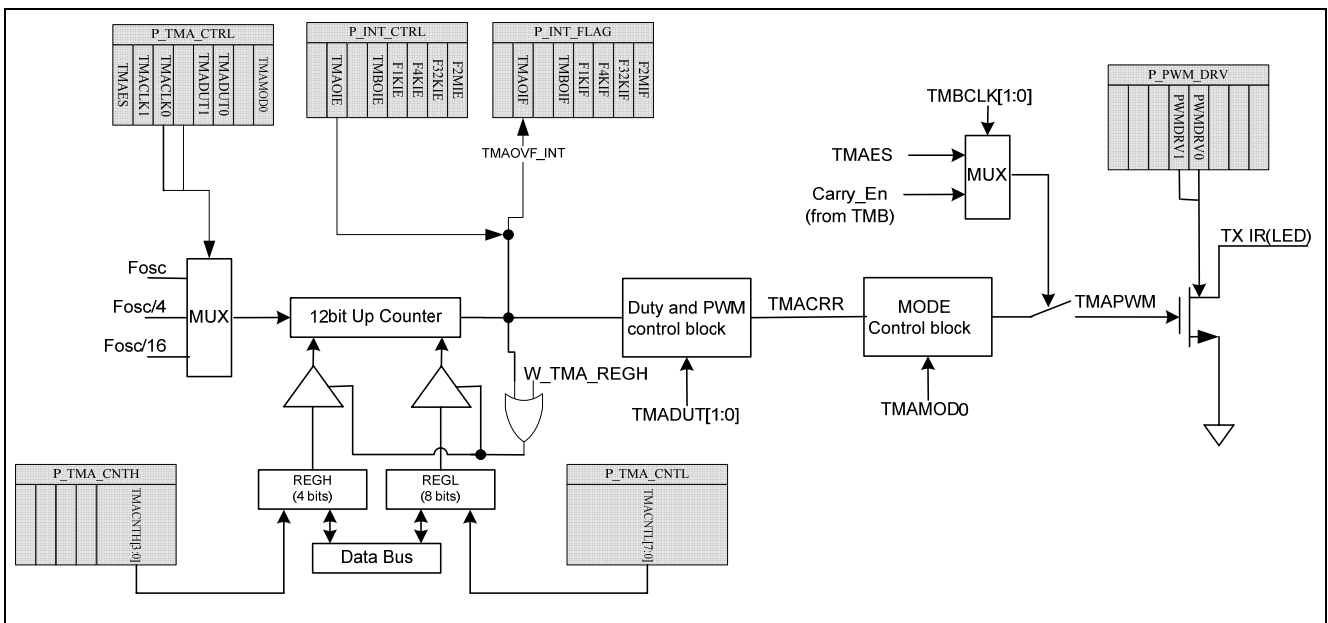 P_TMA_CTRL
TMAES
TMACLK1
TMACLK0
TMADUT1
TMADUT0
TMAMOD0
P_INT_CTRL
TMAOIE
TMBOIE
F1KIE
F4KIE
F32KIE
F2MIE
P_INT_FLAG
TMAOIF
TMBOIF
F1KIF
F4KIF
F32KIF
F2MIF
P_PWM_DRV
PWMDRV1
PWMDRV0
TMBCLK[1:0]
TMAOVF_INT
TMAES
MUX
Carry_En
(from TMB)
TX IR(LED)
Fosc
Fosc/4
Fosc/16
MUX
12bit Up Counter
Duty and PWM
control block
TMACRR
MODE
Control block
TMAPWM
W_TMA_REGH
TMADUT[1:0]
TMAMOD0
P_TMA_CNTH
TMACNTH[3:0]
REGH
(4 bits)
REGL
(8 bits)
P_TMA_CNTL
TMACNTL[7:0]
Data Bus